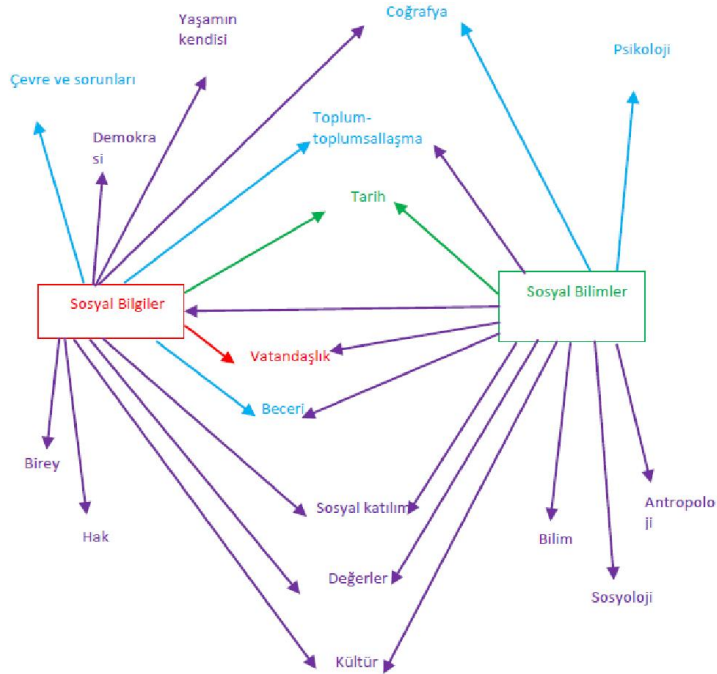 Yaşamın
kendisi
Coğrafya
Psikoloji
Çevre ve sorunları
Demokra
si
Toplum-
toplumsallaşma
Tarih
Sosyal Bilgiler
Sosyal Bilimler
Vatandaşlık
Beceri
Birey
Hak
Sosyal katılım
Değerler
Kültür
Bilim
Antropolo
ji
Sosyoloji